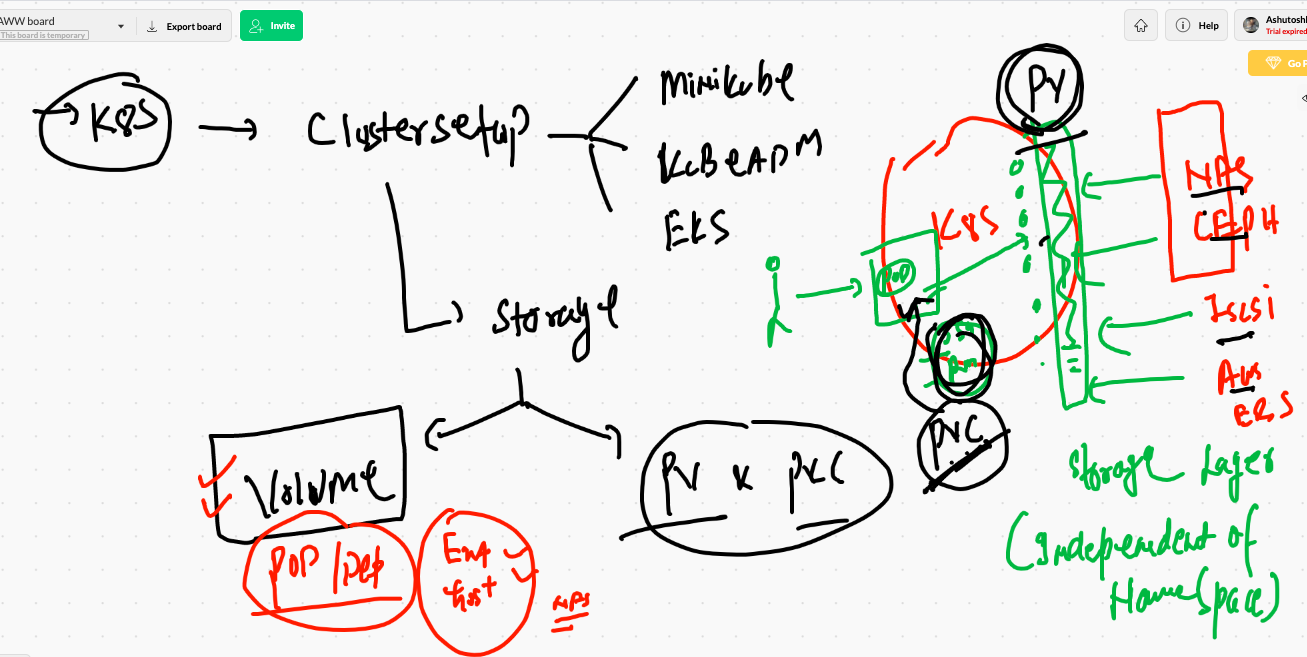 AWW board
This board is temporary
Export board
Invite
Help
Ashutosh
Trial expired
Go P
K8S
Clustersetup
Minikube
KuBeADM
EKS
Storage
Volume
POD/Dep
Emt
host
NFS
PV & PVC
PV
K8S
POD
PVC
NFS
CEPH
Iscsi
Aws
EBS
Storage Layer
(Independent of
NameSpace)